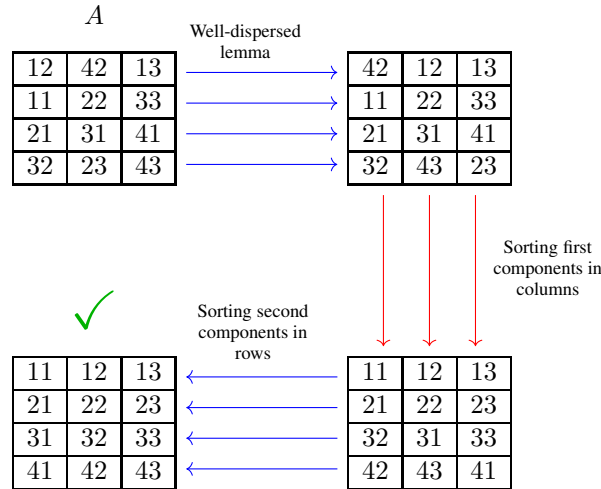 A
Well-dispersed
lemma
12 42 13
11 22 33
21 31 41
32 23 43
42 12 13
11 22 33
21 31 41
32 43 23
Sorting first
components in
columns
Sorting second
components in
rows
11 12 13
21 22 23
31 32 33
41 42 43
11 12 13
21 22 23
32 31 33
42 43 41